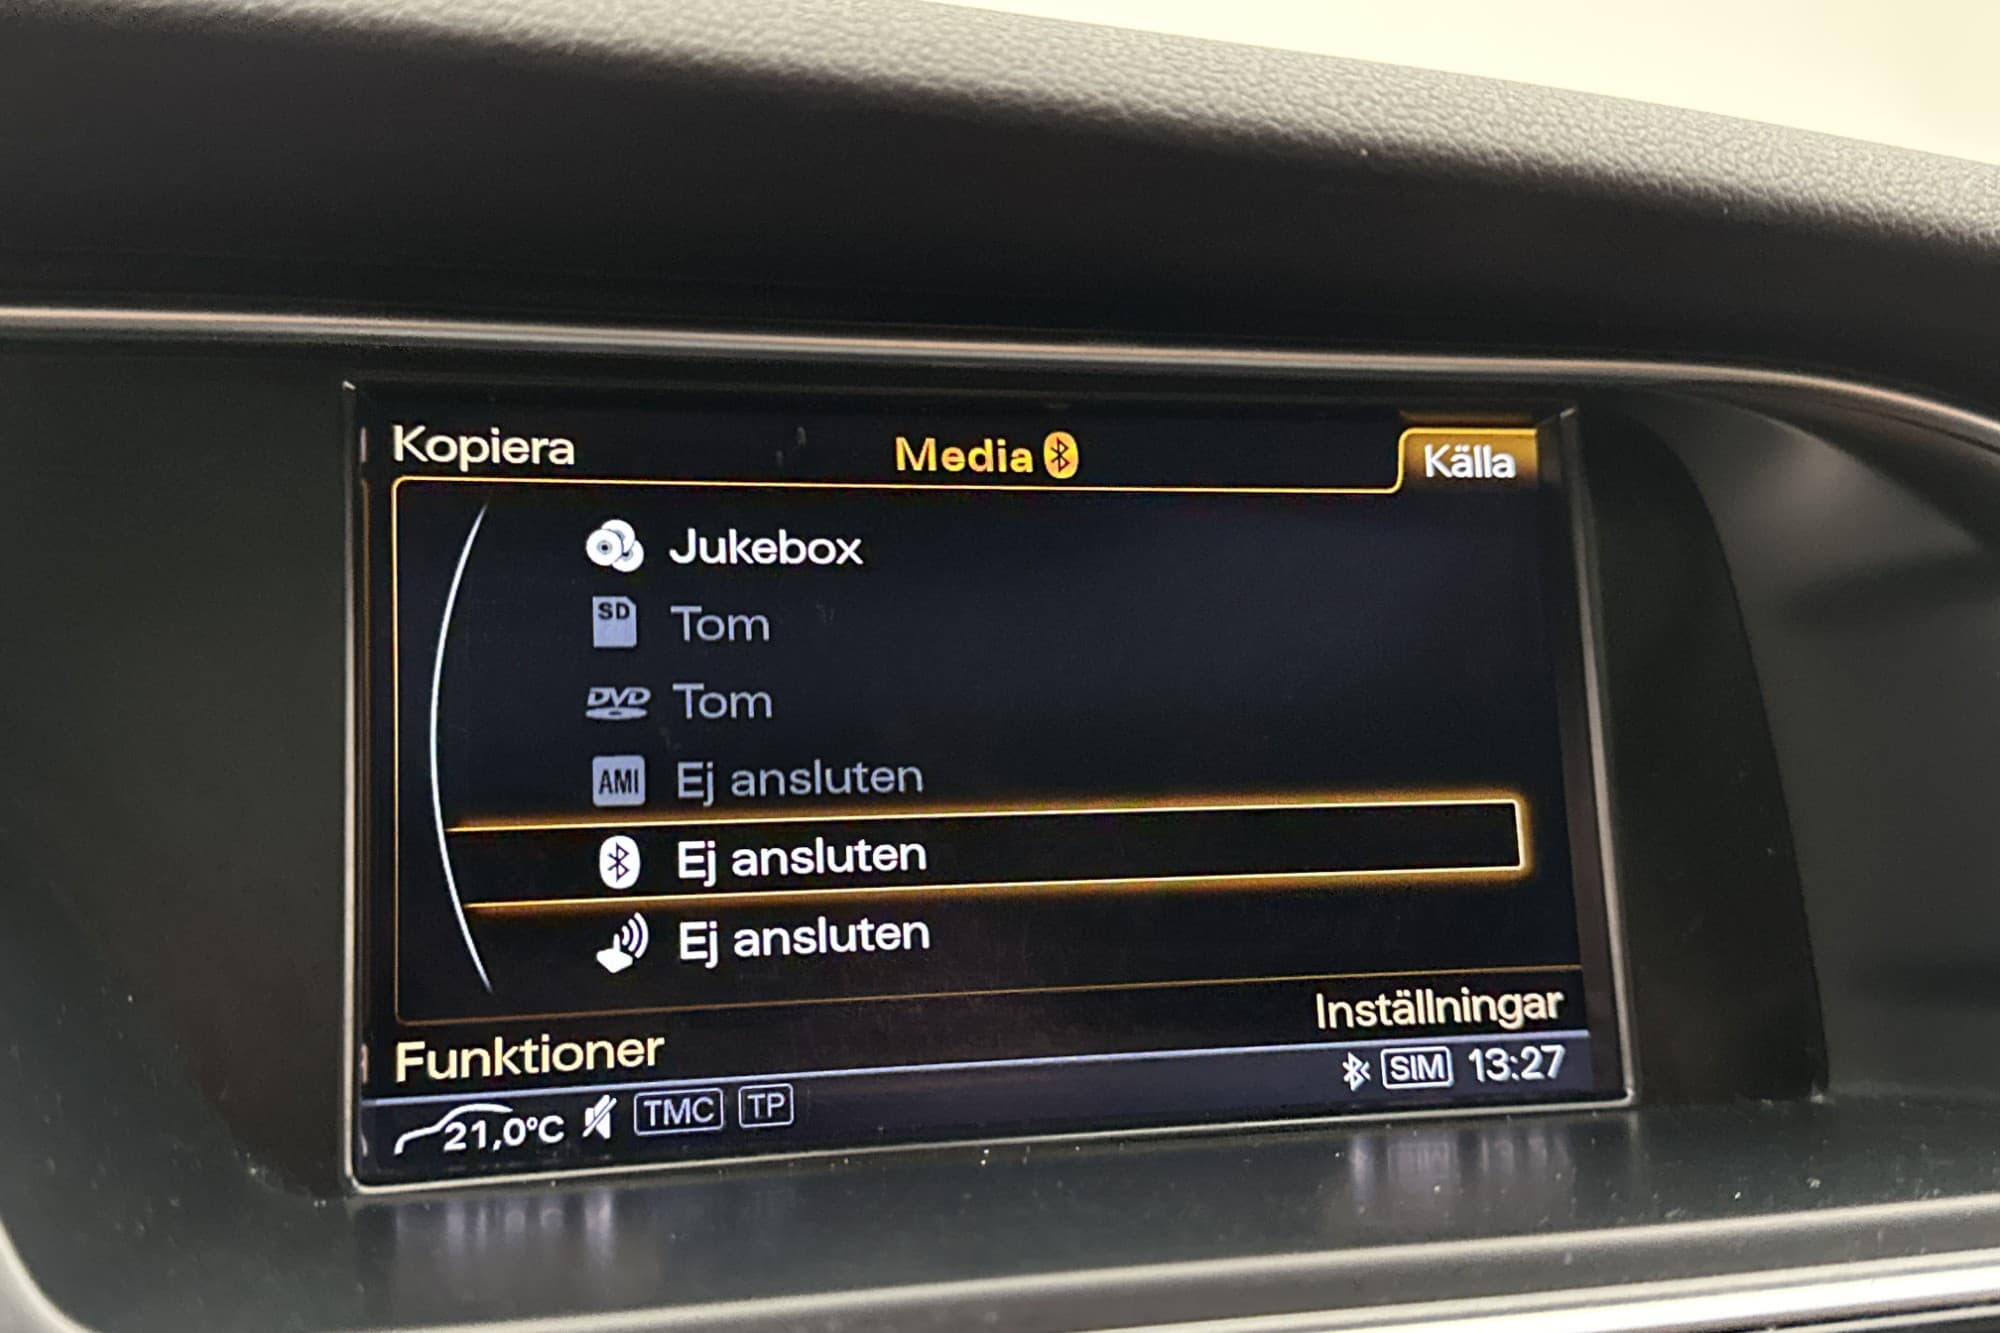 Kopiera
Media
Källa
Jukebox
SD Tom
DVD Tom
AMI Ej ansluten
Ej ansluten
Ej ansluten
Inställningar
Funktioner
SIM 13:27
21,0°C TMC TP